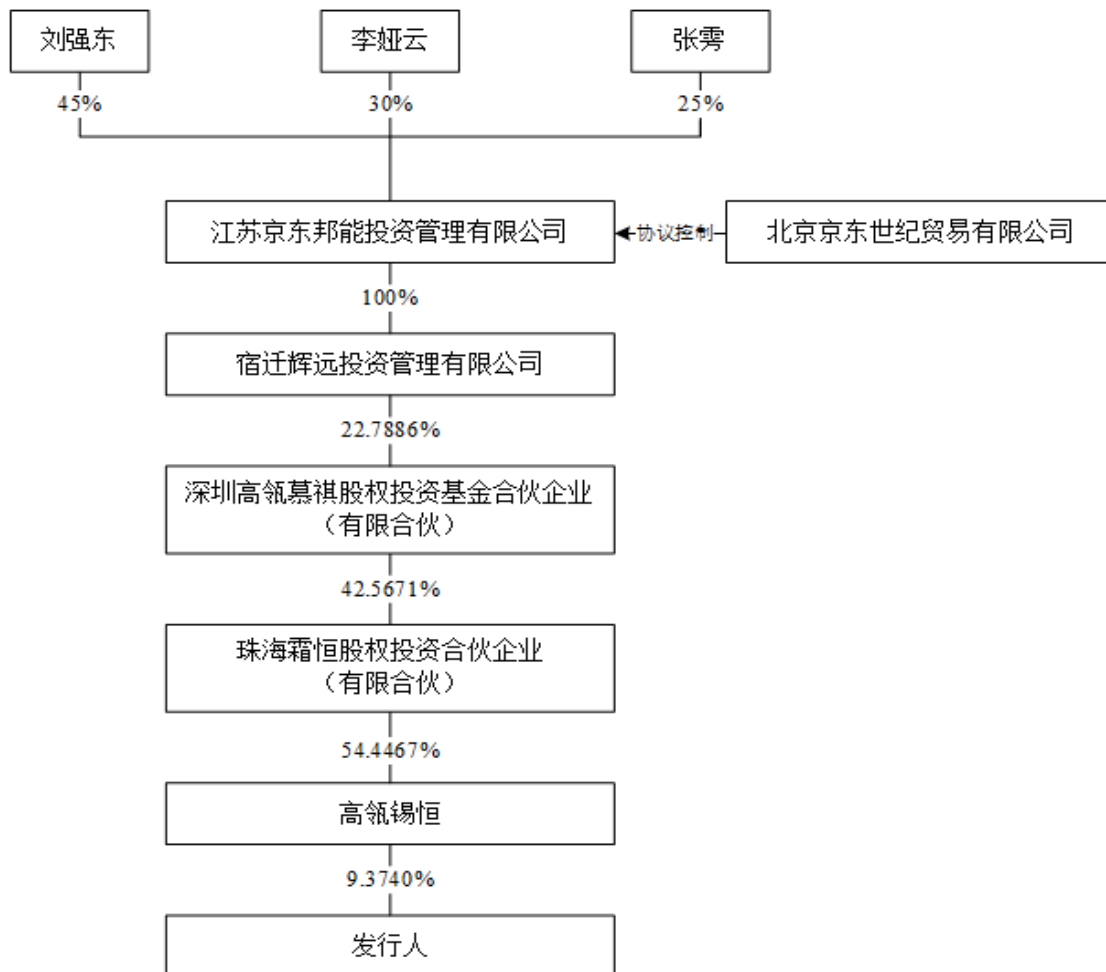 刘强东
李娅云
张雱
45%
30%
25%
江苏京东邦能投资管理有限公司
协议控制
北京京东世纪贸易有限公司
100%
宿迁辉远投资管理有限公司
22.7886%
深圳高瓴慕祺股权投资基金合伙企业
（有限合伙）
42.5671%
珠海霜恒股权投资合伙企业
（有限合伙）
54.4467%
高瓴锡恒
9.3740%
发行人